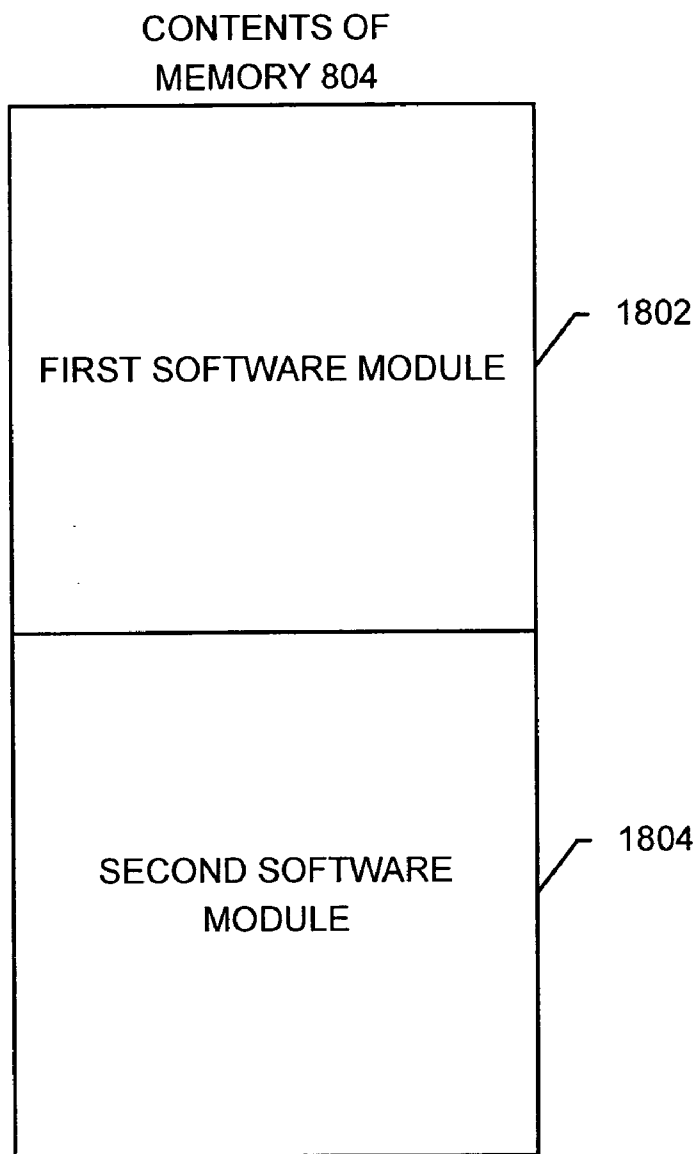 CONTENTS OF
MEMORY 804
1802
FIRST SOFTWARE MODULE
1804
SECOND SOFTWARE
MODULE